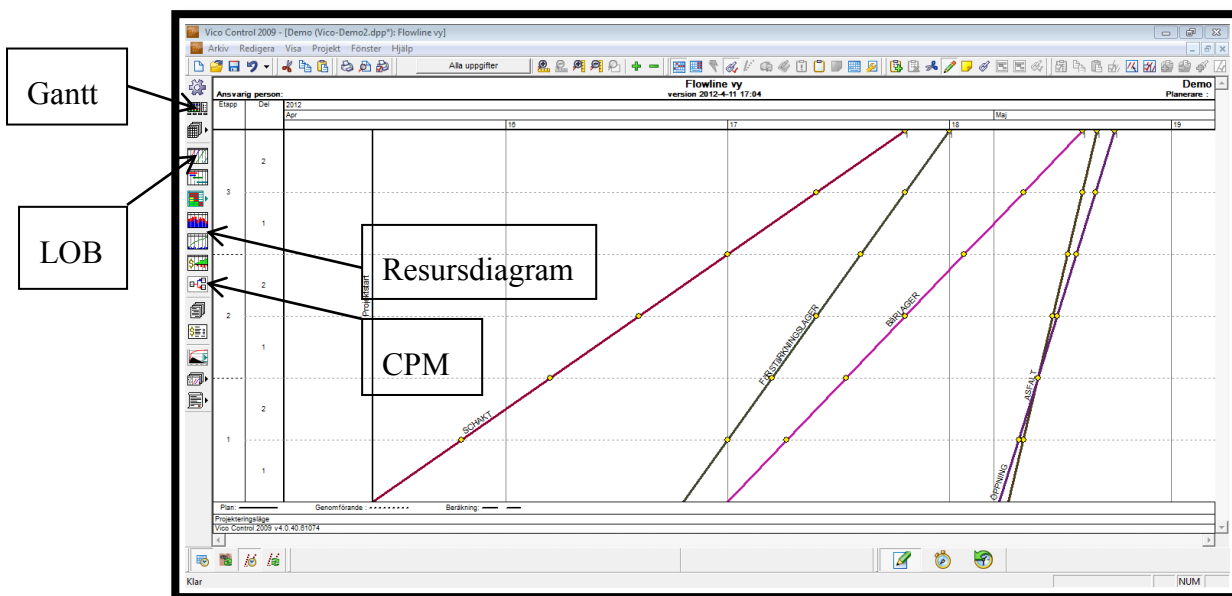 Gantt
LOB
Resursdiagram
CPM
Vico Control 2009 - [Demo (Vico-Demo2.dpp*): Flowline vy]
Arkiv Redigera Visa Projekt Fönster Hjälp
Alla uppgifter
Flowline vy
Demo
Ansvarig person:
version 2012-4-11 17:04
Planerare :
Etapp Del 2012
Apr Maj
16 17 18 19
2
3
1
2
2
1
2
1
1
Projektstart
SCHAKT
FÖRSTÄRKNINGSLAGER
BÄRLAGER
ASFALT
ÖPPNING
Plan: Genomförande : Beräkning:
Projekteringsläge
Vico Control 2009 v4.0.40.61074
Klar
NUM